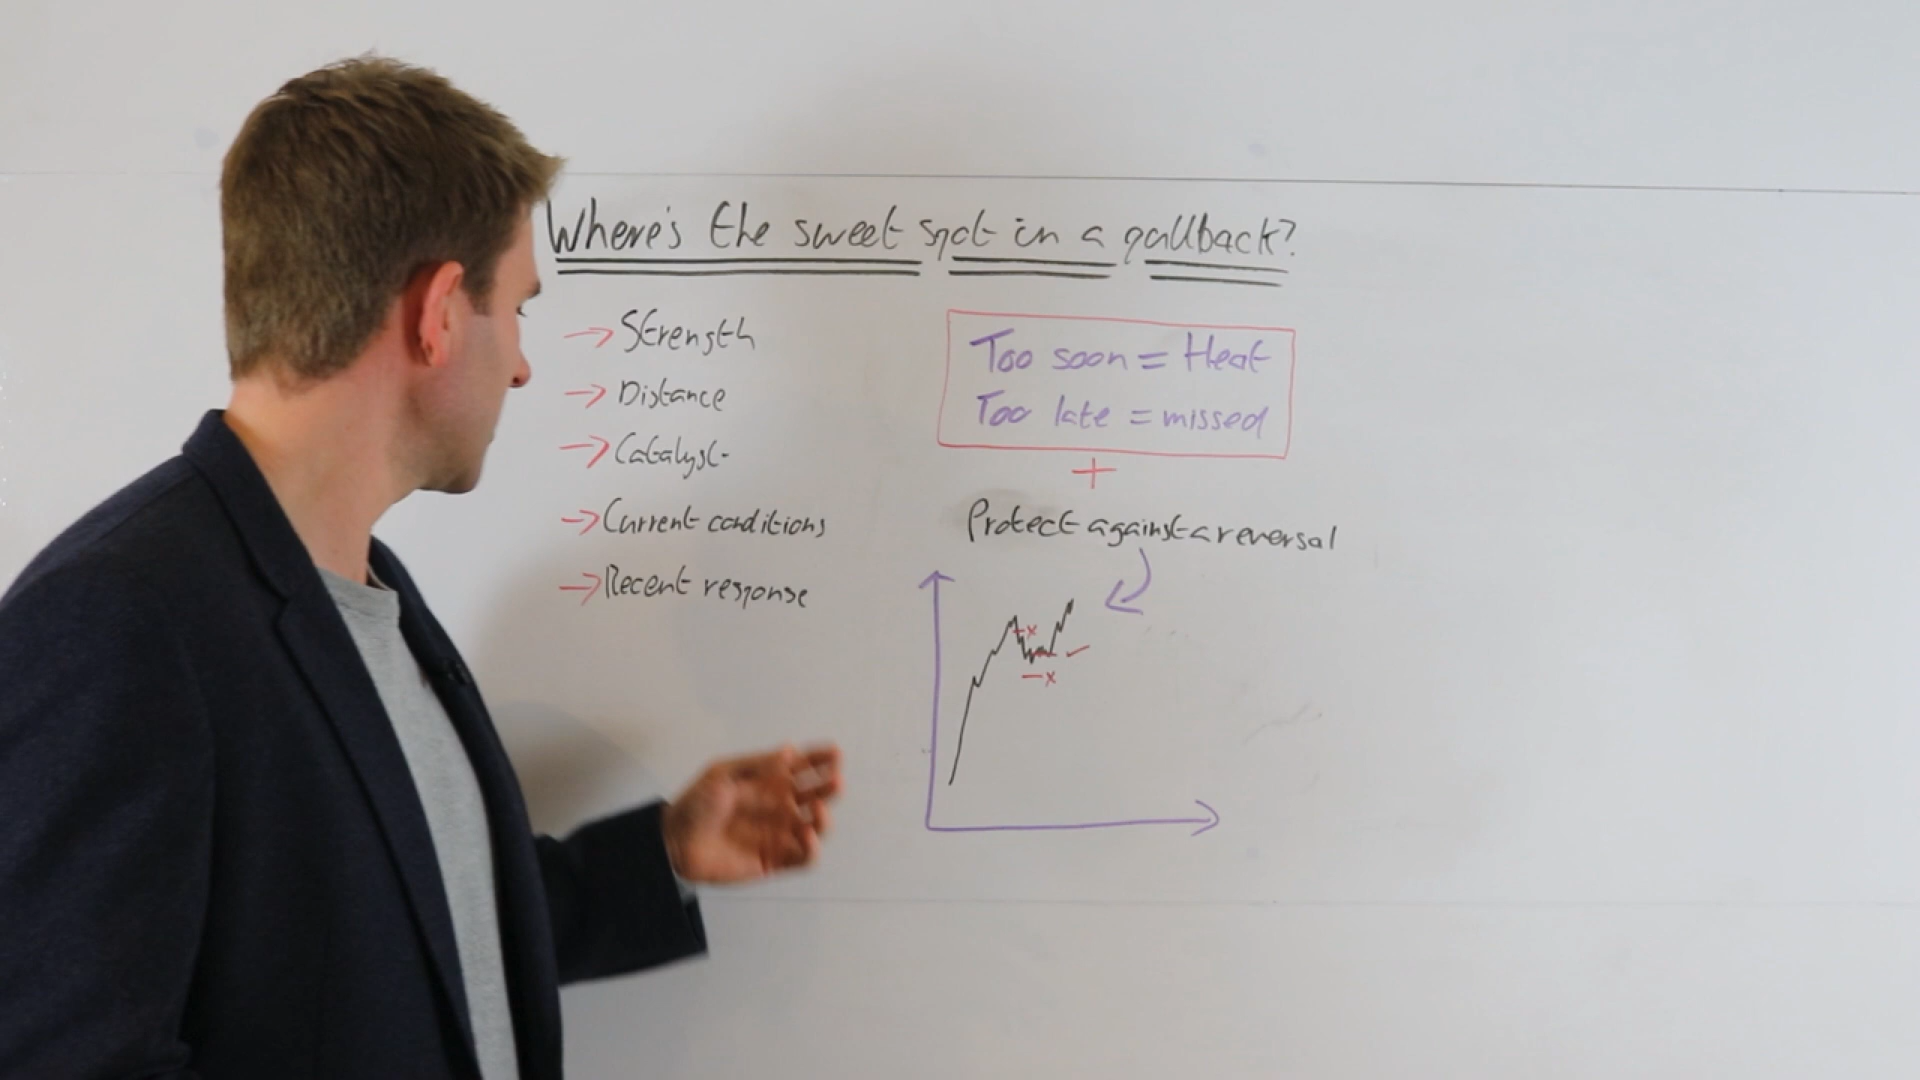 Where's the sweet spot in a pullback?
→ Strength
→ Distance
→ Catalyst
→ Current conditions
→ Recent response
Too soon = Heat
Too late = missed
+
Protect against a reversal
-x
✓
-x